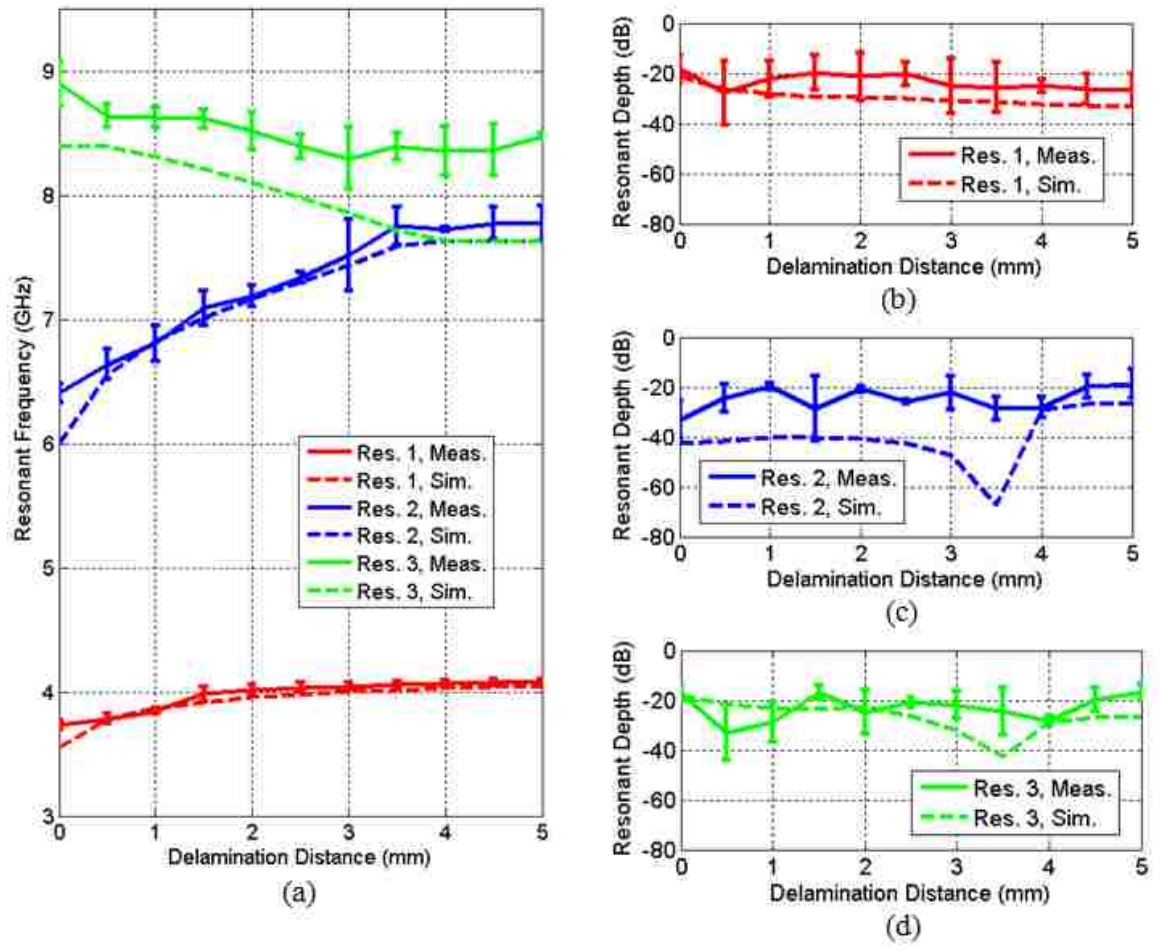 9
8
7
6
5
4
3
Resonant Frequency (GHz)
Res. 1, Meas.
Res. 1, Sim.
Res. 2, Meas.
Res. 2, Sim.
Res. 3, Meas.
Res. 3, Sim.
0 1 2 3 4 5
Delamination Distance (mm)
(a)
0
-20
-40
-60
-80
Resonant Depth (dB)
Res. 1, Meas.
Res. 1, Sim.
0 1 2 3 4 5
Delamination Distance (mm)
(b)
0
-20
-40
-60
-80
Resonant Depth (dB)
Res. 2, Meas.
Res. 2, Sim.
0 1 2 3 4 5
Delamination Distance (mm)
(c)
0
-20
-40
-60
-80
Resonant Depth (dB)
Res. 3, Meas.
Res. 3, Sim.
0 1 2 3 4 5
Delamination Distance (mm)
(d)